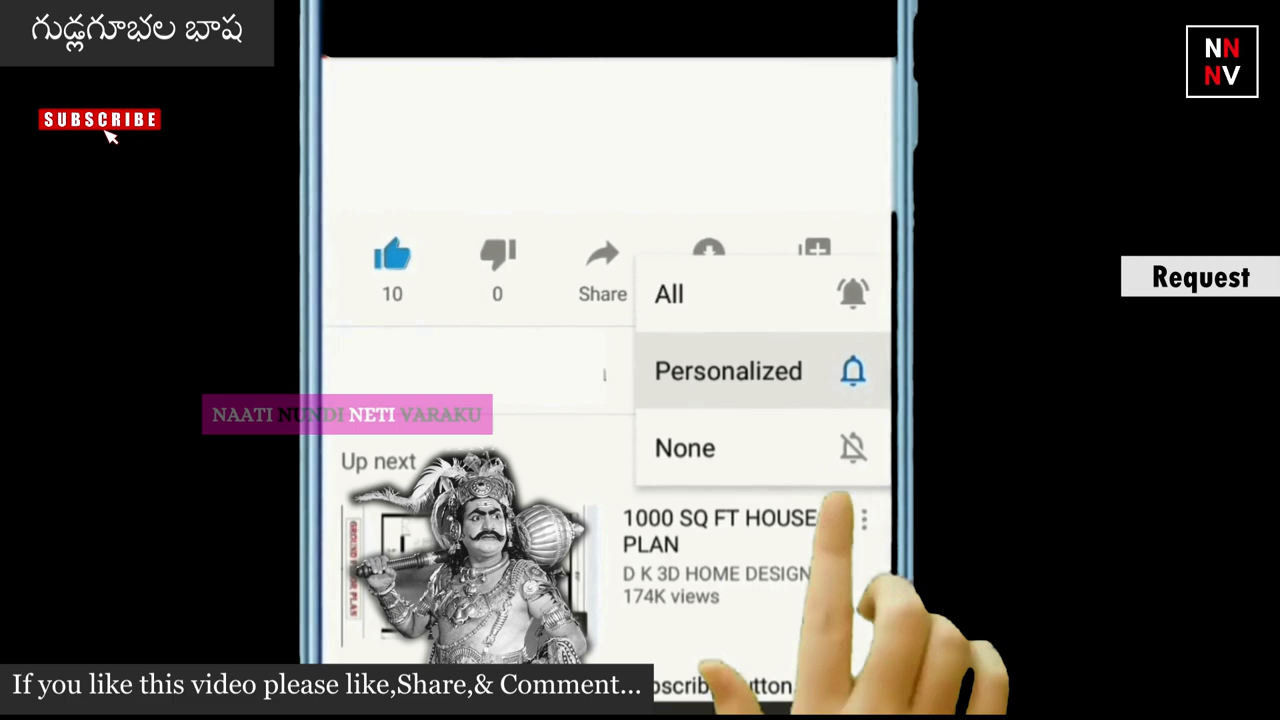 గుడ్లగూభల భాష
NN
NV
SUBSCRIBE
Request
10
0
Share
All
Personalized
None
NAATI NUNDI NETI VARAKU
Up next
1000 SQ FT HOUSE
PLAN
D K 3D HOME DESIGN
174K views
If you like this video please like,Share,& Comment...